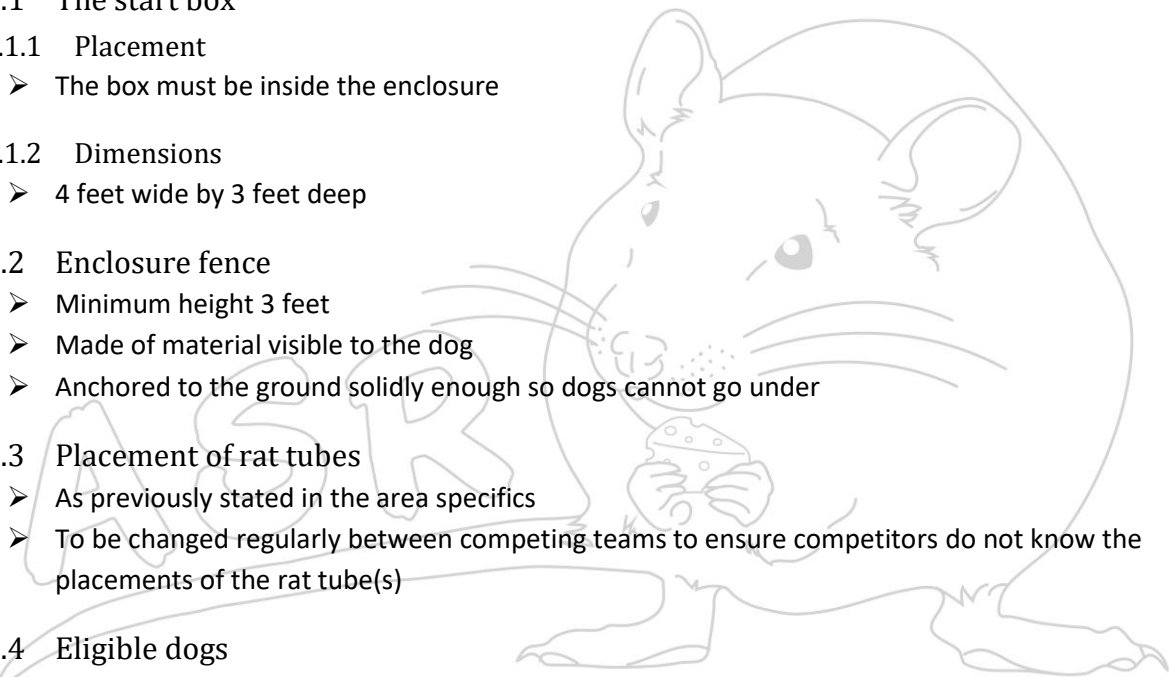 .1 The start box
.1.1 Placement
➢ The box must be inside the enclosure
.1.2 Dimensions
➢ 4 feet wide by 3 feet deep
.2 Enclosure fence
➢ Minimum height 3 feet
➢ Made of material visible to the dog
➢ Anchored to the ground solidly enough so dogs cannot go under
.3 Placement of rat tubes
➢ As previously stated in the area specifics
➢ To be changed regularly between competing teams to ensure competitors do not know the
placements of the rat tube(s)
.4 Eligible dogs
ASR